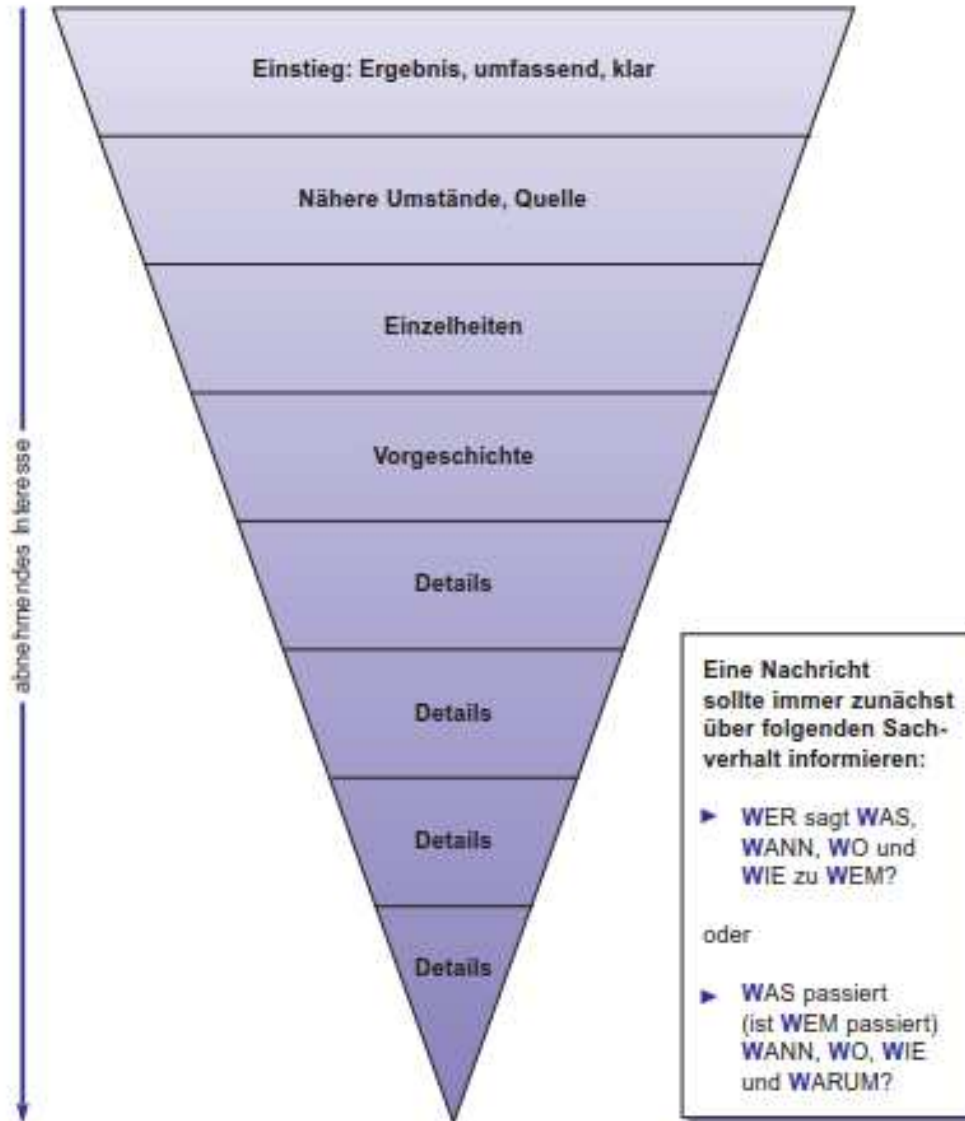 Einstieg: Ergebnis, umfassend, klar
Nähere Umstände, Quelle
Einzelheiten
Vorgeschichte
Details
Details
Details
Details
abnehmendes Interesse
Eine Nachricht
sollte immer zunächst
über folgenden Sach-
verhalt informieren:
► WER sagt WAS,
WANN, WO und
WIE zu WEM?
oder
► WAS passiert
(ist WEM passiert)
WANN, WO, WIE
und WARUM?